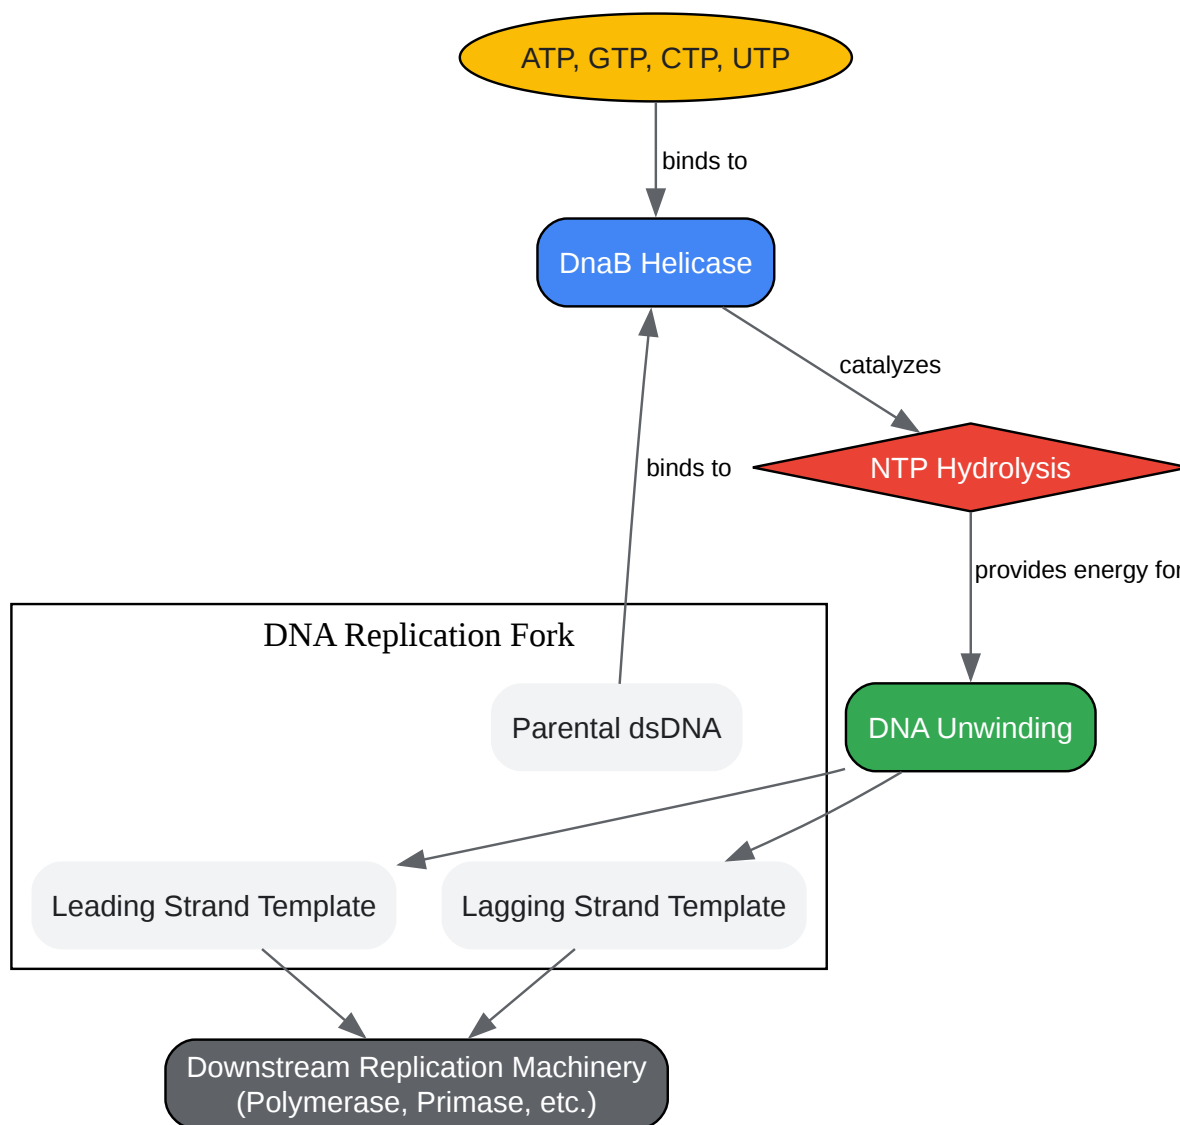 ATP, GTP, CTP, UTP
binds to
DnaB Helicase
catalyzes
binds to
NTP Hydrolysis
provides energy for
DNA Replication Fork
Parental dsDNA
DNA Unwinding
Leading Strand Template
Lagging Strand Template
Downstream Replication Machinery
(Polymerase, Primase, etc.)